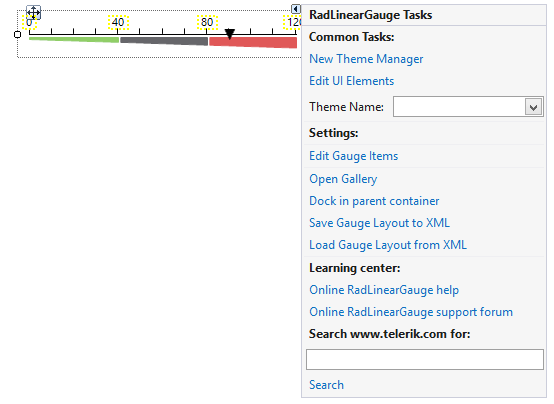 RadLinearGauge Tasks
0 40 80 120
Common Tasks:
New Theme Manager
Edit UI Elements
Theme Name:
Settings:
Edit Gauge Items
Open Gallery
Dock in parent container
Save Gauge Layout to XML
Load Gauge Layout from XML
Learning center:
Online RadLinearGauge help
Online RadLinearGauge support forum
Search www.telerik.com for:
Search